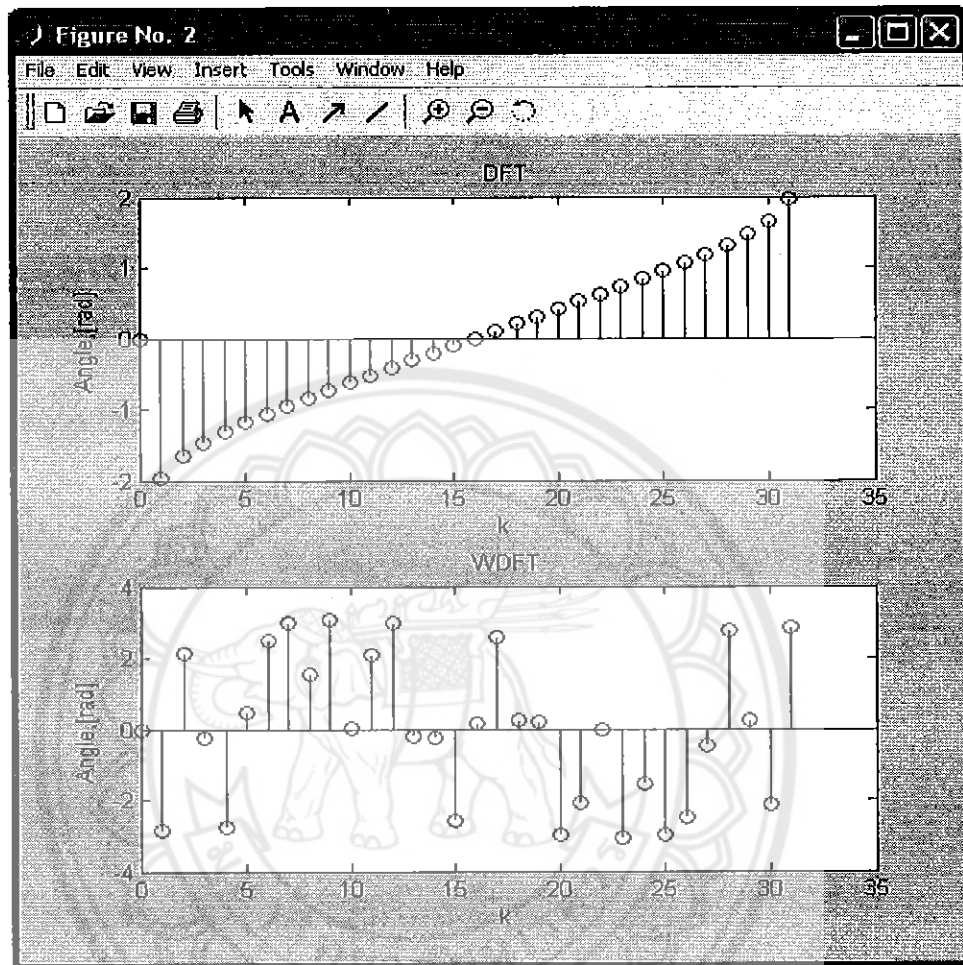 Figure No. 2
File Edit View Insert Tools Window Help
DFT
2
1
0
-1
-2
Angle [rad]
0 5 10 15 20 25 30 35
k
WDFT
4
2
0
-2
-4
Angle [rad]
0 5 10 15 20 25 30 35
k